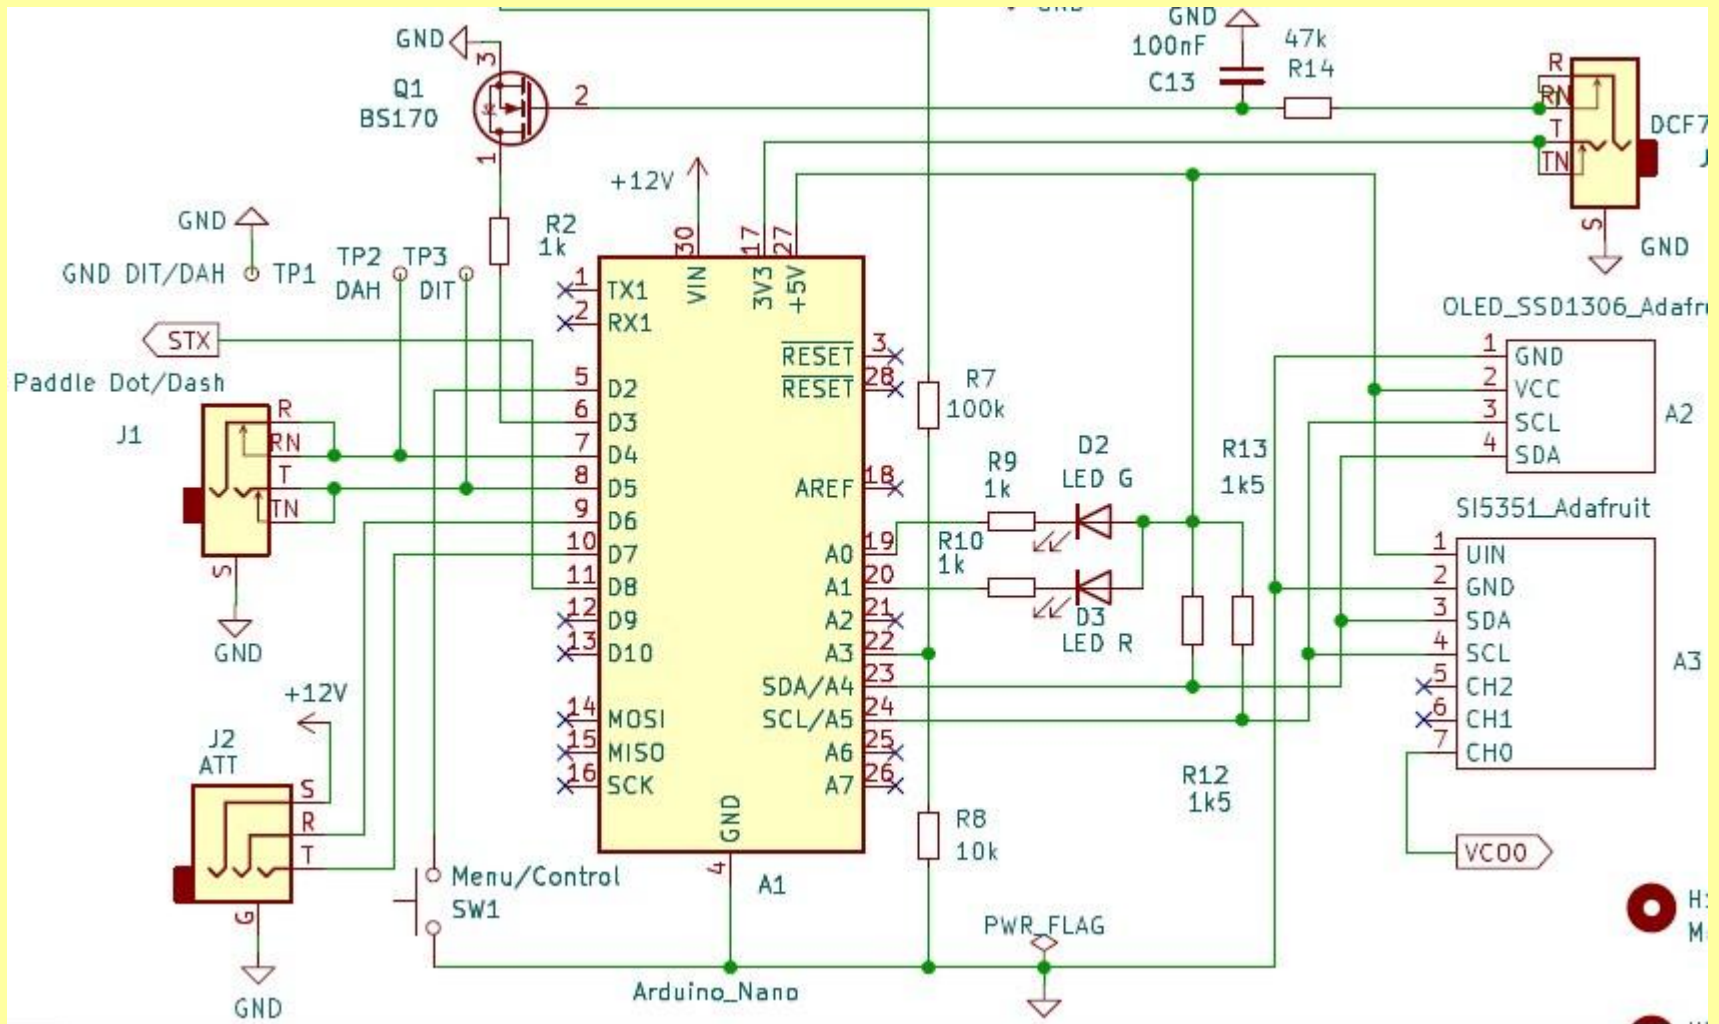 GND
GND
GND
100nF
C13
47k
R14
Q1
BS170
3
2
1
R
RN
T
TN
S
DCF7
GND
+12V
GND
GND DIT/DAH
TP1
TP2
DAH
TP3
DIT
R2
1k
STX
Paddle Dot/Dash
J1
R
RN
T
TN
S
GND
+12V
J2
ATT
S
R
T
G
GND
30
17
27
VIN
3V3
+5V
1 TX1
2 RX1
5 D2
6 D3
7 D4
8 D5
9 D6
10 D7
11 D8
12 D9
13 D10
14 MOSI
15 MISO
16 SCK
RESET 3
RESET 28
AREF 18
A0 19
A1 20
A2 21
A3 22
SDA/A4 23
SCL/A5 24
A6 25
A7 26
GND
4
A1
Arduino_Nano
Menu/Control
SW1
R7
100k
R9
1k
D2
LED G
R10
1k
D3
LED R
R13
1k5
R12
1k5
R8
10k
PWR_FLAG
OLED_SSD1306_Adafr
1 GND
2 VCC
3 SCL
4 SDA
A2
SI5351_Adafruit
1 UIN
2 GND
3 SDA
4 SCL
5 CH2
6 CH1
7 CH0
A3
VCO0